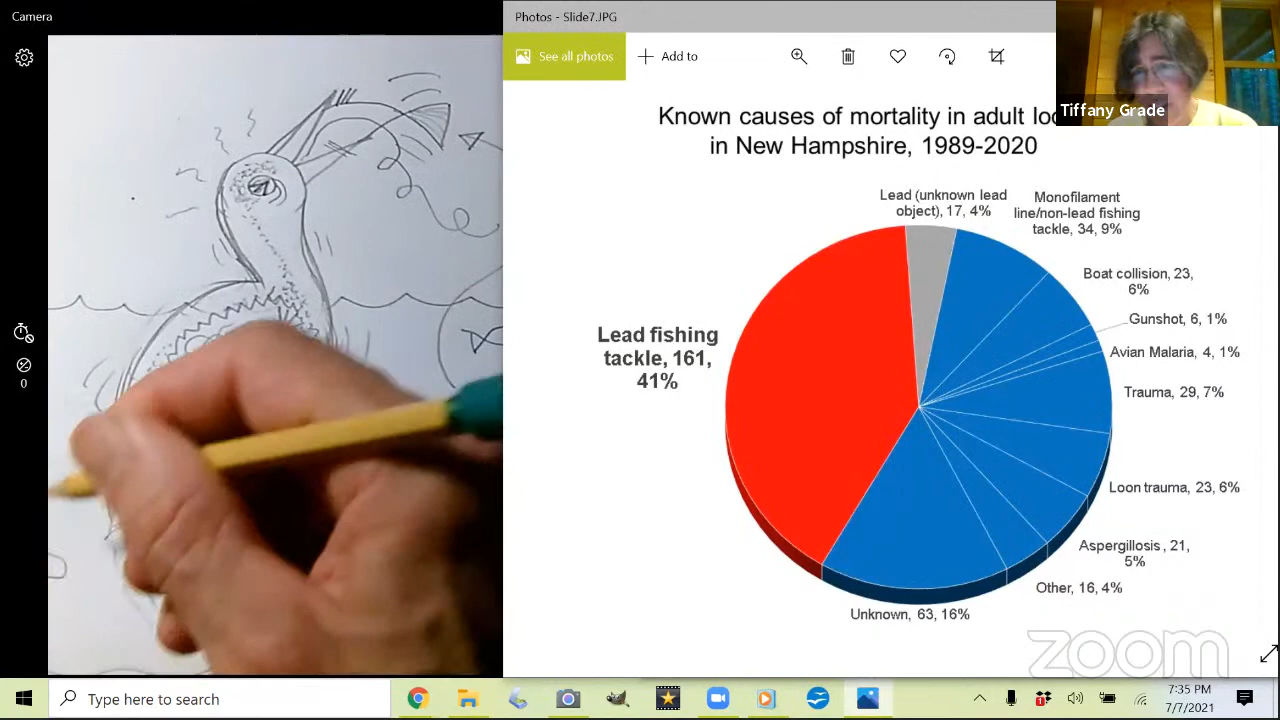 Camera
Photos - Slide7.JPG
See all photos
Add to
Tiffany Grade
Known causes of mortality in adult loo
in New Hampshire, 1989-2020
Lead (unknown lead
object), 17, 4%
Monofilament
line/non-lead fishing
tackle, 34, 9%
Boat collision, 23,
6%
Gunshot, 6, 1%
Avian Malaria, 4, 1%
Trauma, 29, 7%
Loon trauma, 23, 6%
Aspergillosis , 21,
5%
Other, 16, 4%
Unknown, 63, 16%
Lead fishing
tackle, 161,
41%
0
zoom
Type here to search
1
7:35 PM
7/7/2021